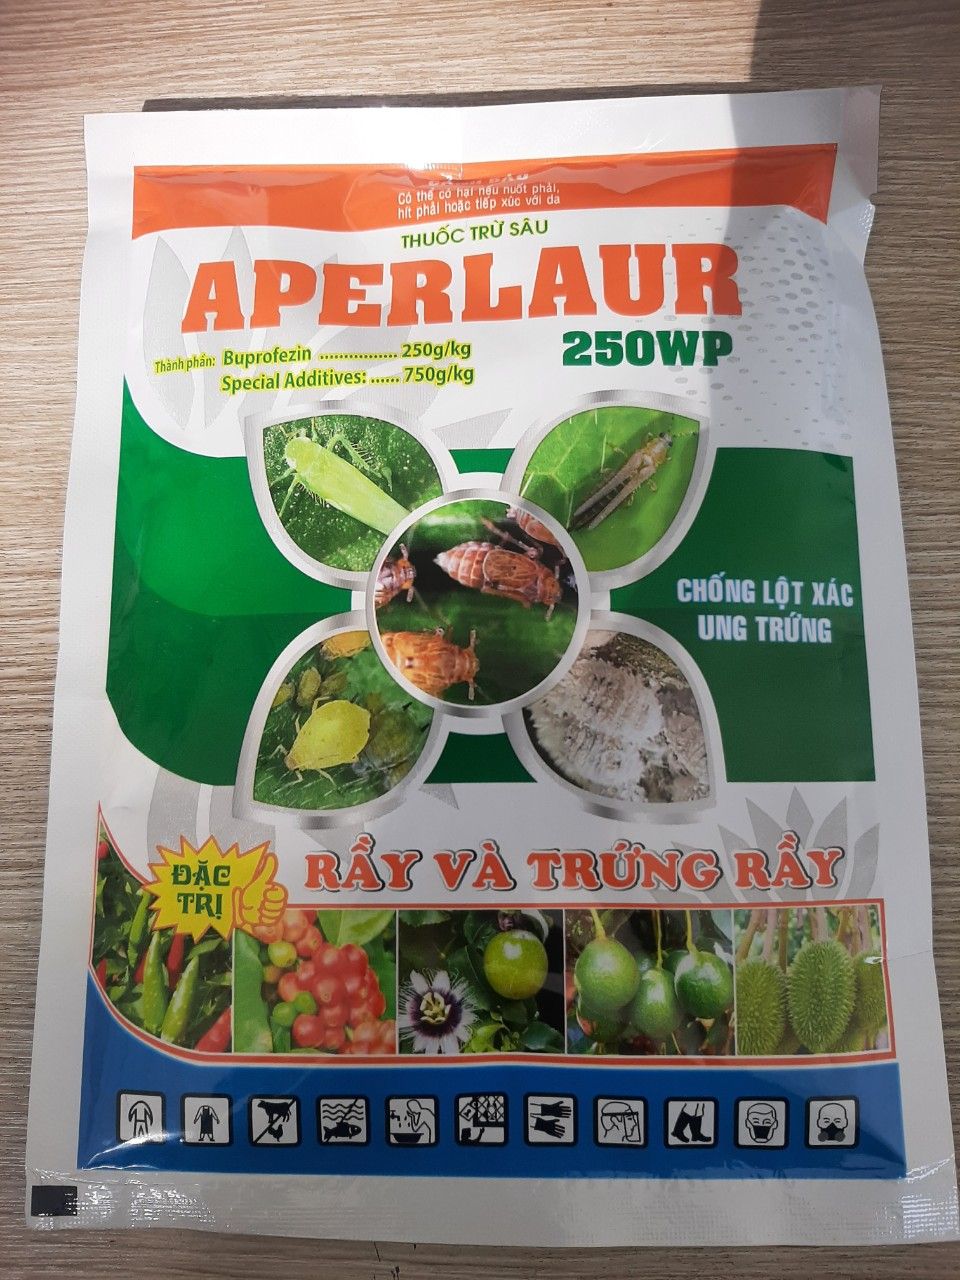 CẢNH BÁO
Có thể có hại nếu nuốt phải,
hít phải hoặc tiếp xúc với da
THUỐC TRỪ SÂU
APERLAUR
250WP
Thành phần: Buprofezin ................ 250g/kg
Special Additives: ...... 750g/kg
CHỐNG LỘT XÁC
UNG TRỨNG
ĐẶC
TRỊ
RẦY VÀ TRỨNG RẦY